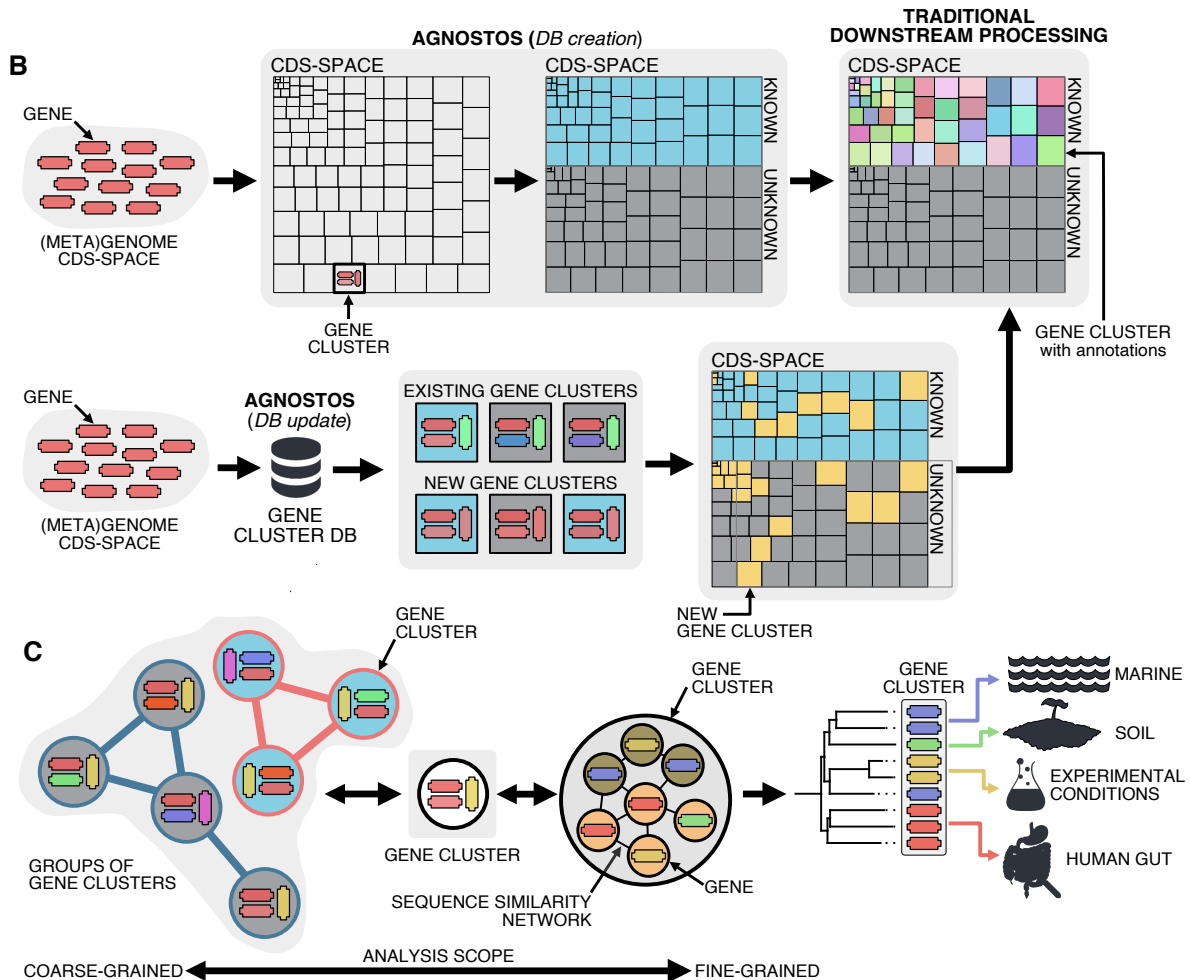 B
AGNOSTOS (DB creation)
TRADITIONAL
DOWNSTREAM PROCESSING
CDS-SPACE
CDS-SPACE
CDS-SPACE
GENE
KNOWN
UNKNOWN
KNOWN
UNKNOWN
(META)GENOME
CDS-SPACE
GENE
CLUSTER
GENE CLUSTER
with annotations
GENE
AGNOSTOS
(DB update)
EXISTING GENE CLUSTERS
NEW GENE CLUSTERS
CDS-SPACE
KNOWN
UNKNOWN
(META)GENOME
CDS-SPACE
GENE
CLUSTER DB
NEW
GENE CLUSTER
C
GENE
CLUSTER
GROUPS OF
GENE CLUSTERS
GENE CLUSTER
GENE
CLUSTER
SEQUENCE SIMILARITY
NETWORK
GENE
GENE
CLUSTER
MARINE
SOIL
EXPERIMENTAL
CONDITIONS
HUMAN GUT
COARSE-GRAINED
ANALYSIS SCOPE
FINE-GRAINED